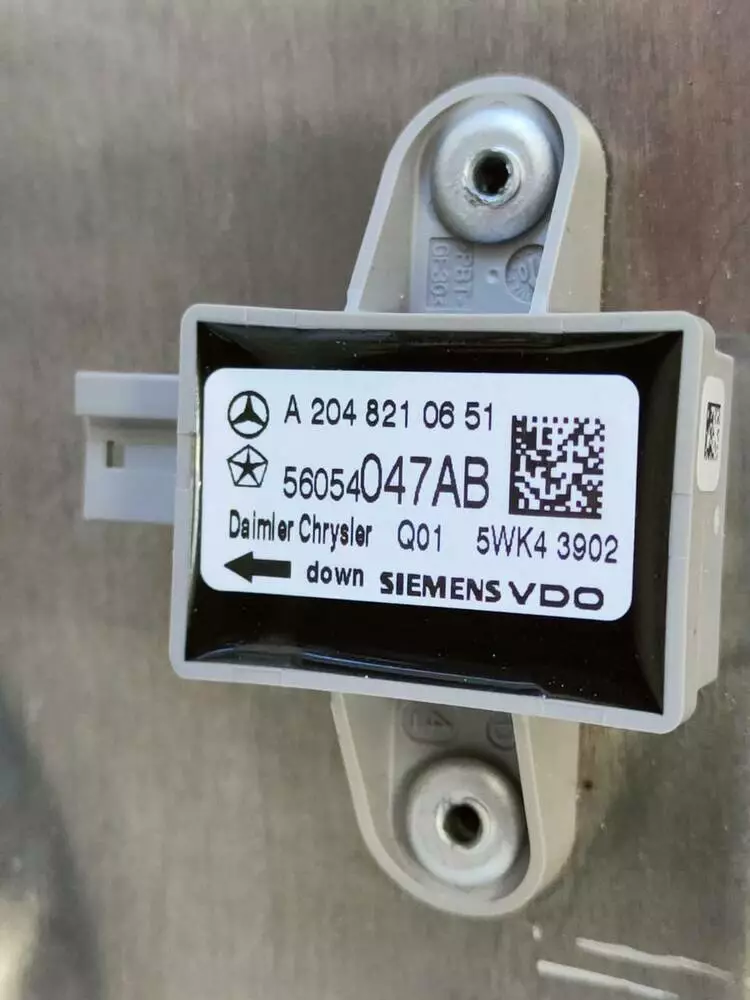 A 204 821 06 51
56054047AB
Daimler Chrysler Q01 5WK4 3902
down SIEMENS VDO